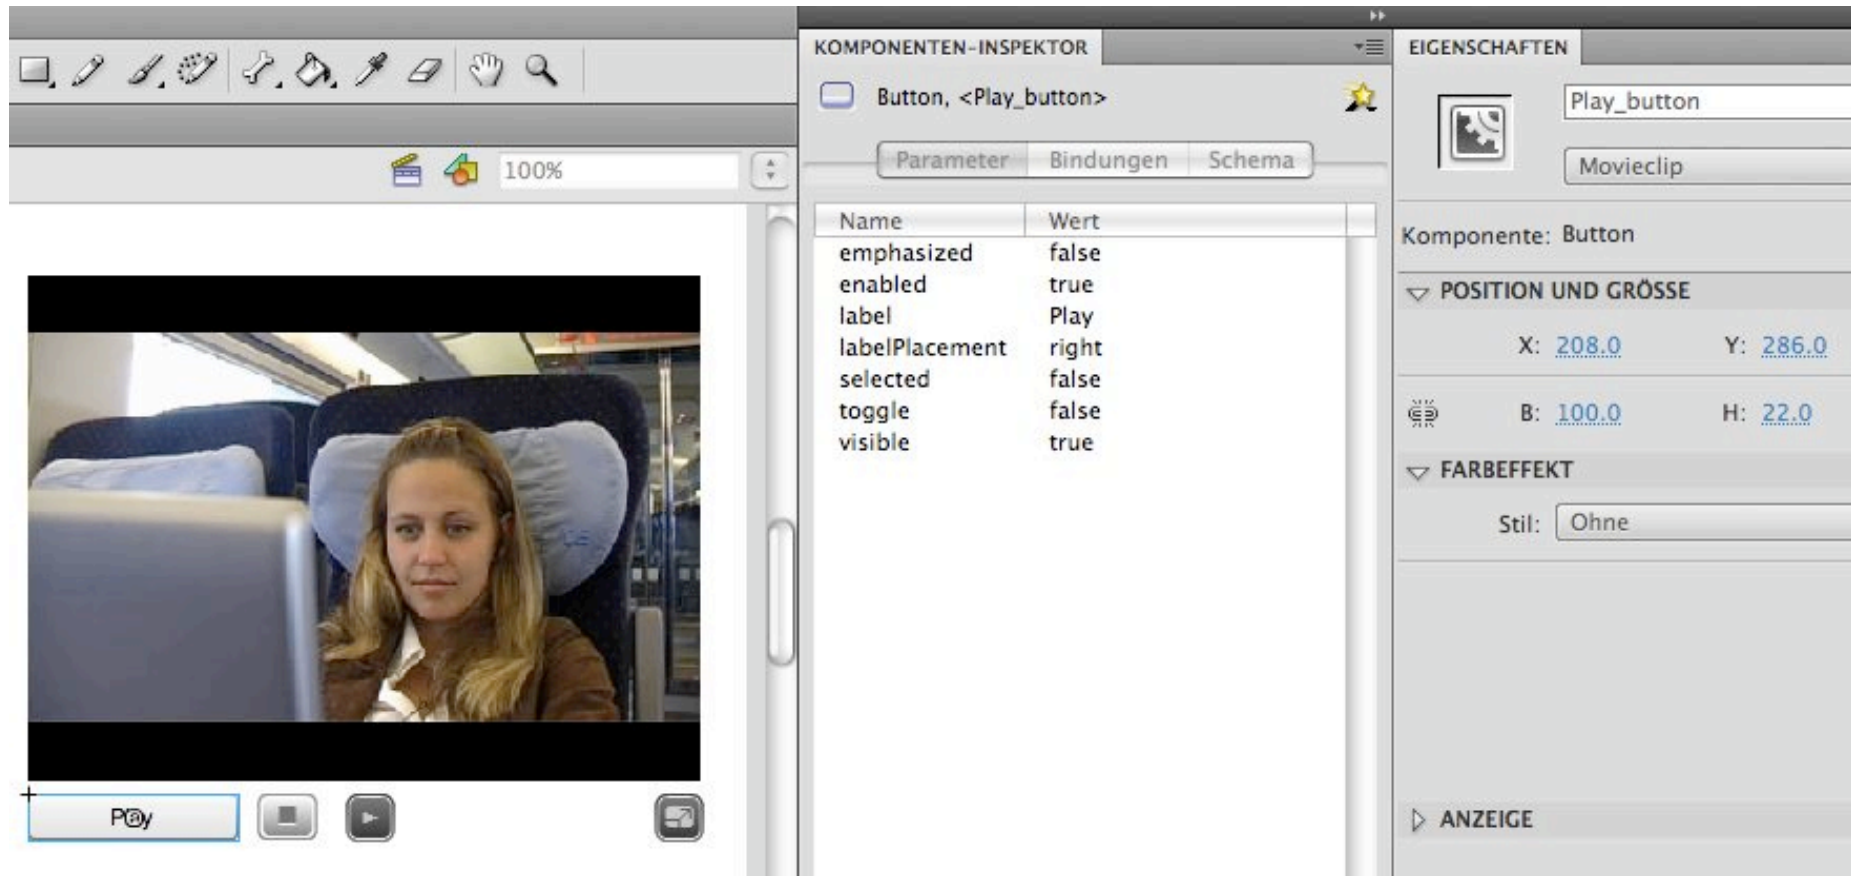 KOMPONENTEN-INSPEKTOR
EIGENSCHAFTEN
Button, <Play_button>
Play_button
Parameter Bindungen Schema
Movieclip
100%
Name Wert
emphasized false
enabled true
label Play
labelPlacement right
selected false
toggle false
visible true
Komponente: Button
POSITION UND GRÖSSE
X: 208.0 Y: 286.0
B: 100.0 H: 22.0
FARBEFFEKT
Stil: Ohne
ANZEIGE